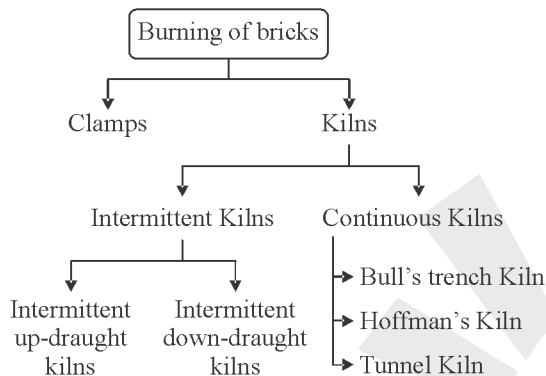 Burning of bricks
Clamps
Kilns
Intermittent Kilns
Continuous Kilns
Intermittent
up-draught
kilns
Intermittent
down-draught
kilns
Bull's trench Kiln
Hoffman's Kiln
Tunnel Kiln